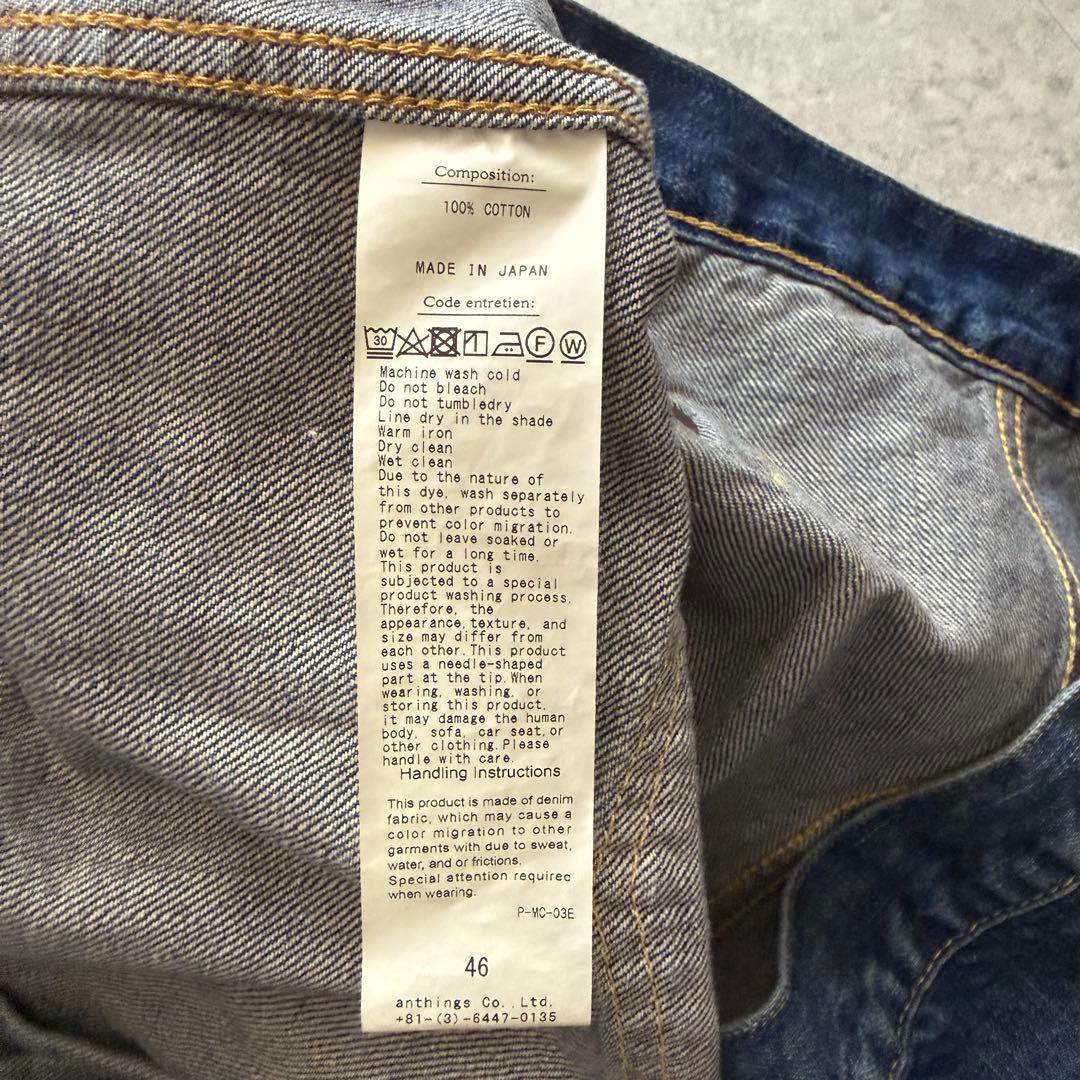 Composition:
100% COTTON
MADE IN JAPAN
Code entretien:
30 F W
Machine wash cold
Do not bleach
Do not tumbledry
Line dry in the shade
Warm iron
Dry clean
Wet clean
Due to the nature of
this dye, wash separately
from other products to
prevent color migration.
Do not leave soaked or
wet for a long time.
This product is
subjected to a special
product washing process.
Therefore, the
appearance, texture, and
size may differ from
each other. This product
uses a needle-shaped
part at the tip. When
wearing, washing, or
storing this product,
it may damage the human
body, sofa, car seat, or
other clothing. Please
handle with care.
Handling Instructions
This product is made of denim
fabric, which may cause a
color migration to other
garments with due to sweat,
water, and or frictions.
Special attention required
when wearing.
P-MC-03E
46
anthings Co., Ltd.
+81-(3)-6447-0135